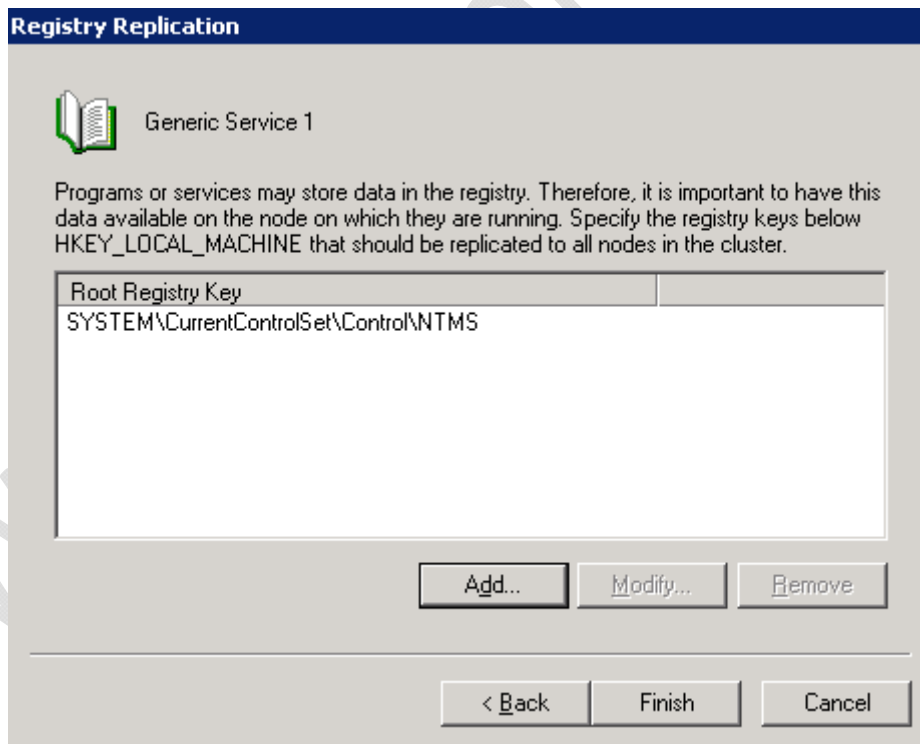 Registry Replication
Generic Service 1
Programs or services may store data in the registry. Therefore, it is important to have this
data available on the node on which they are running. Specify the registry keys below
HKEY_LOCAL_MACHINE that should be replicated to all nodes in the cluster.
Root Registry Key
SYSTEM\CurrentControlSet\Control\NTMS
Add...
Modify...
Remove
< Back
Finish
Cancel